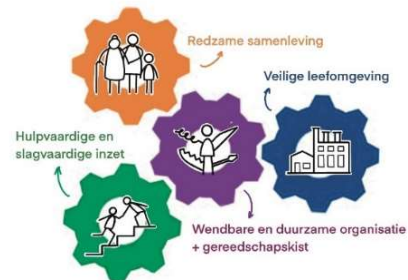 Redzame samenleving
Veilige leefomgeving
Hulpvaardige en
slagvaardige inzet
Wendbare en duurzame organisatie
+ gereedschapskist